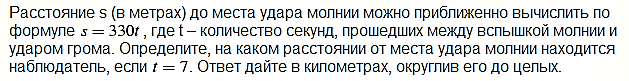 Расстояние s (в метрах) до места удара молнии можно приближенно вычислить по
формуле s = 330t , где t – количество секунд, прошедших между вспышкой молнии и
ударом грома. Определите, на каком расстоянии от места удара молнии находится
наблюдатель, если t = 7. Ответ дайте в километрах, округлив его до целых.